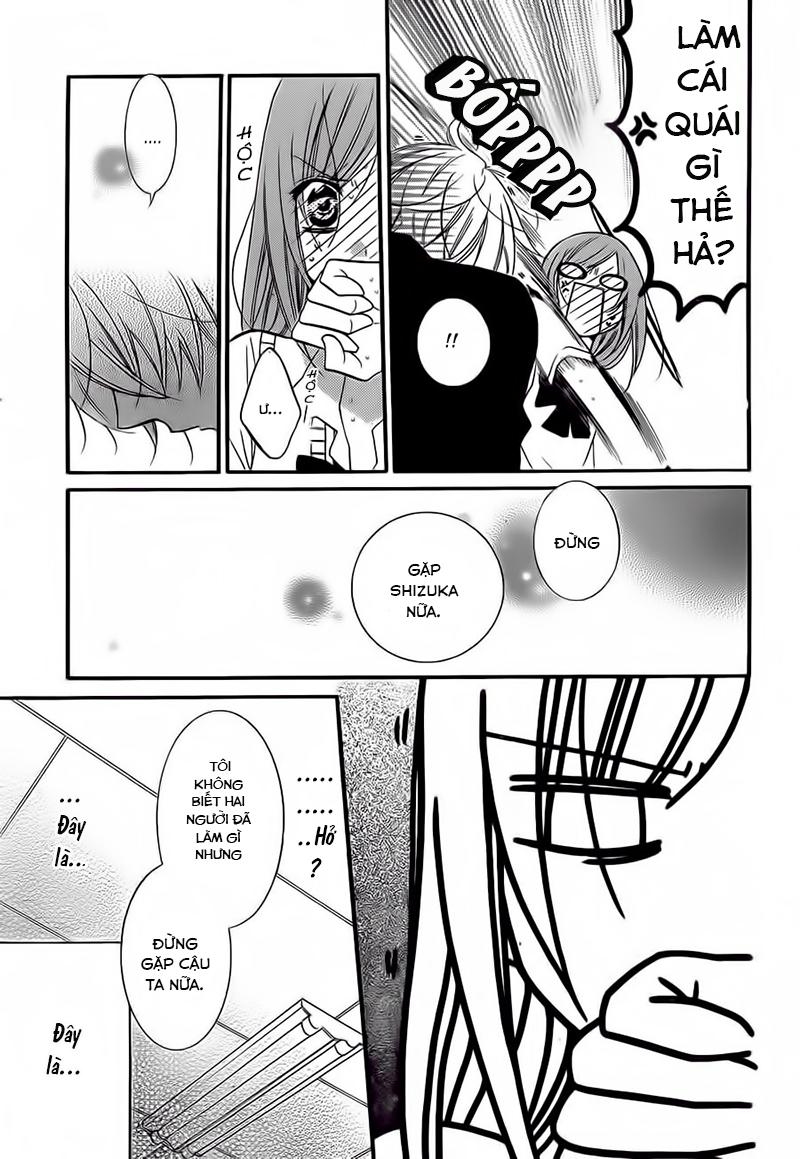 LÀM
CÁI
QUÁI
GÌ
THẾ
HẢ?
BỐPPPP
!!
HỘC
HỘC
Ư...
....
ĐỪNG
GẶP
SHIZUKA
NỮA.
.....
.....
..Hở
?
TÔI
KHÔNG
BIẾT HAI
NGƯỜI ĐÃ
LÀM GÌ
NHƯNG
ĐỪNG
GẶP CẬU
TA NỮA.
...
Đây
là...
Đây
là...